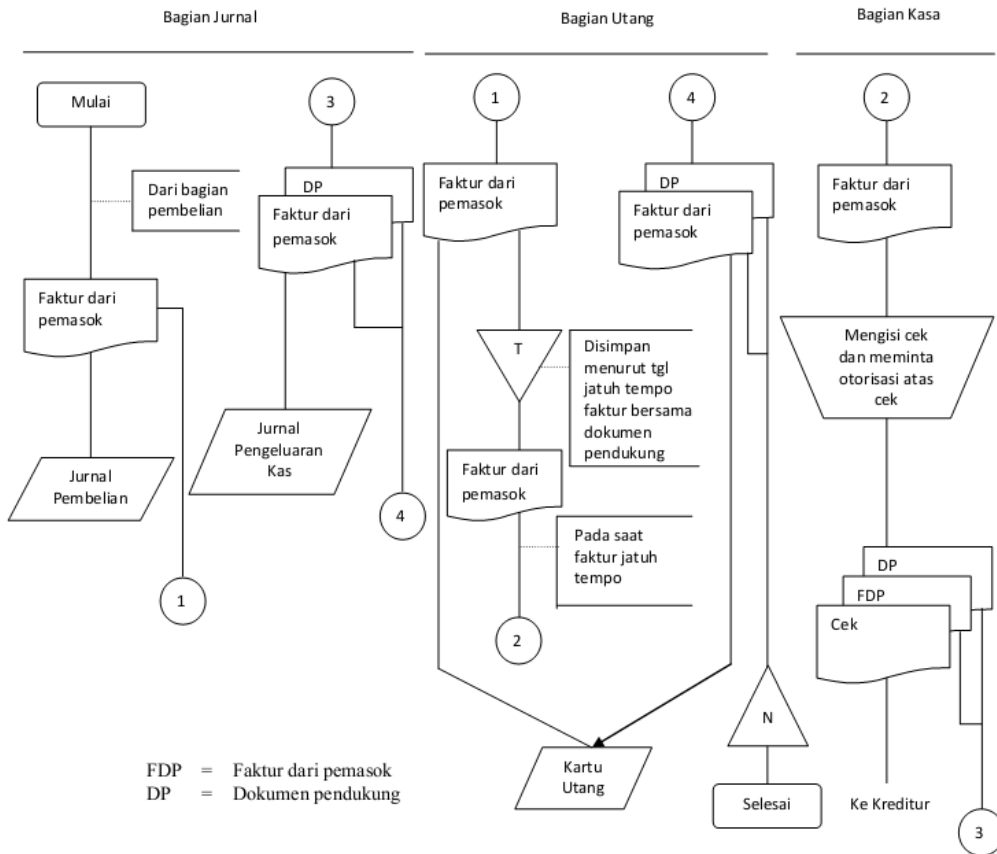 Bagian Jurnal
Mulai
Dari bagian
pembelian
Faktur dari
pemasok
Jurnal
Pembelian
1
3
DP
Faktur dari
pemasok
Jurnal
Pengeluaran
Kas
4
Bagian Utang
1
Faktur dari
pemasok
T
Disimpan
menurut tgl
jatuh tempo
faktur bersama
dokumen
pendukung
Faktur dari
pemasok
Pada saat
faktur jatuh
tempo
2
4
DP
Faktur dari
pemasok
Kartu
Utang
N
Selesai
Bagian Kasa
2
Faktur dari
pemasok
Mengisi cek
dan meminta
otorisasi atas
cek
DP
FDP
Cek
Ke Kreditur
3
FDP = Faktur dari pemasok
DP = Dokumen pendukung